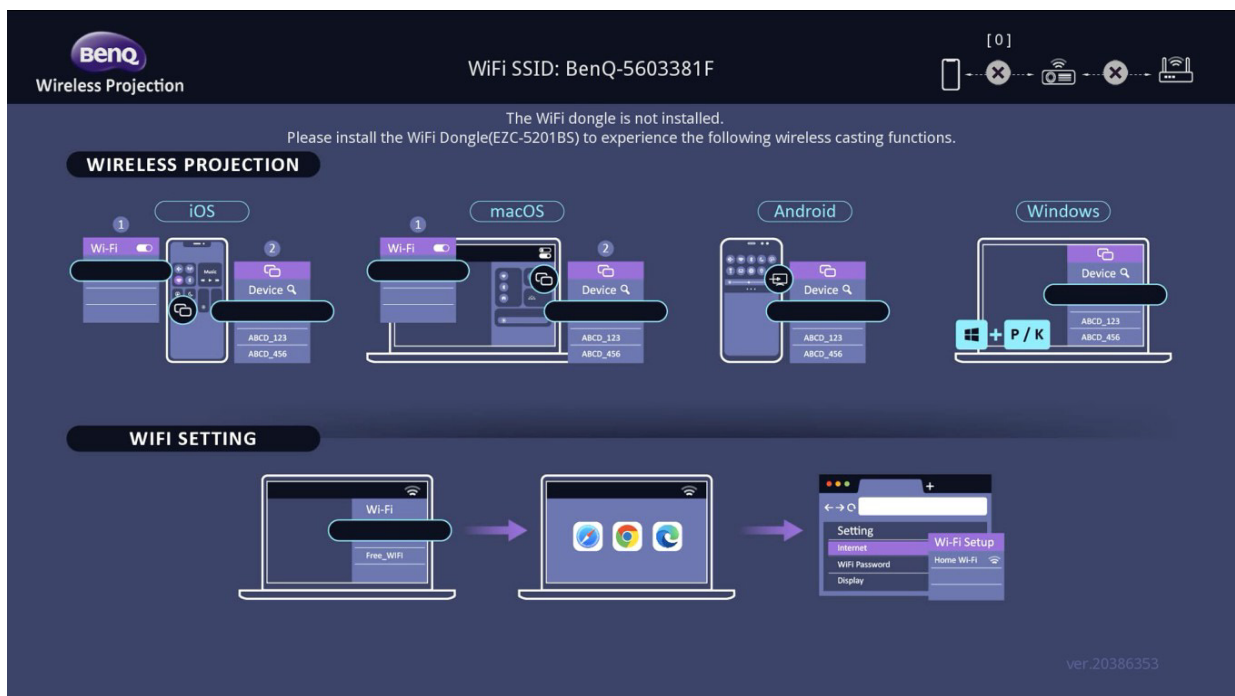 [ 0 ]
BenQ
Wireless Projection
WiFi SSID: BenQ-5603381F
The WiFi dongle is not installed.
Please install the WiFi Dongle(EZC-5201BS) to experience the following wireless casting functions.
WIRELESS PROJECTION
iOS
1
Wi-Fi
Music
2
Device
ABCD_123
ABCD_456
macOS
1
Wi-Fi
2
Device
ABCD_123
ABCD_456
Android
Device
ABCD_123
ABCD_456
Windows
Device
ABCD_123
ABCD_456
+ P / K
WIFI SETTING
Wi-Fi
Free_WIFI
+
Setting
Internet
WiFi Password
Display
Wi-Fi Setup
Home Wi-Fi
ver.20386353